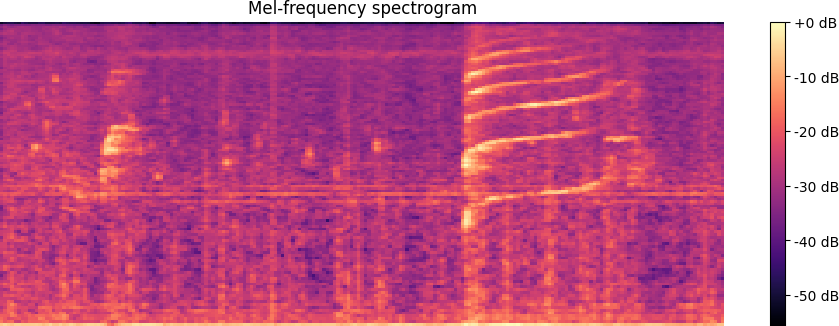 Mel-frequency spectrogram
+0 dB
-10 dB
-20 dB
-30 dB
-40 dB
-50 dB